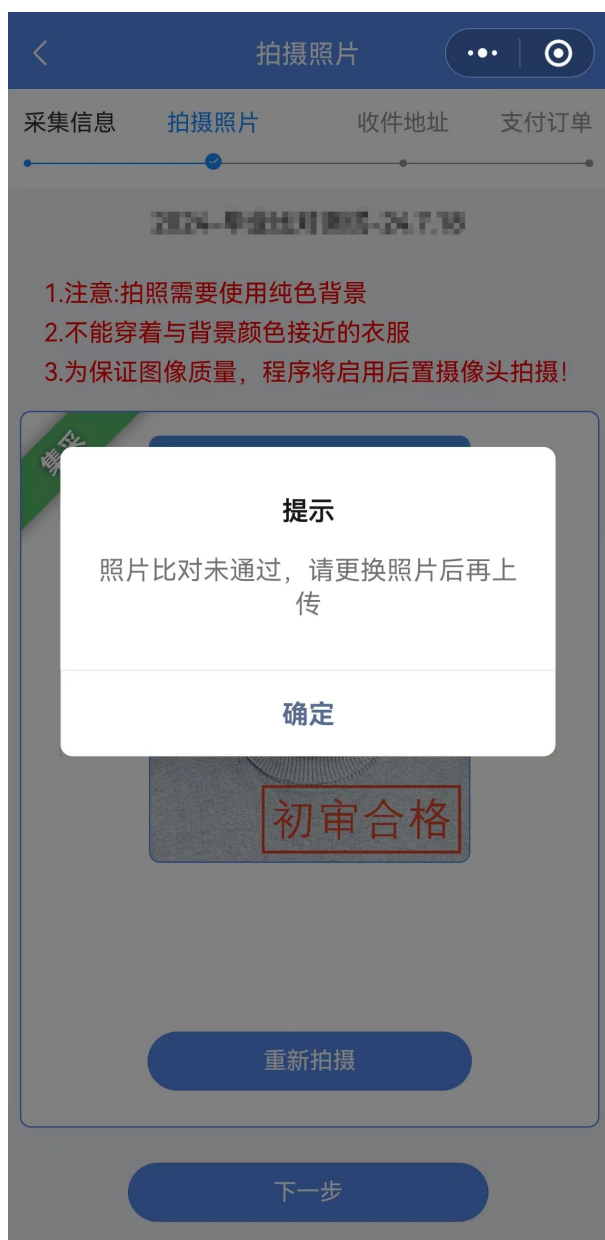 拍摄照片
采集信息 拍摄照片 收件地址 支付订单
1.注意:拍照需要使用纯色背景
2.不能穿着与背景颜色接近的衣服
3.为保证图像质量，程序将启用后置摄像头拍摄!
集采
提示
照片比对未通过，请更换照片后再上
传
确定
初审合格
重新拍摄
下一步